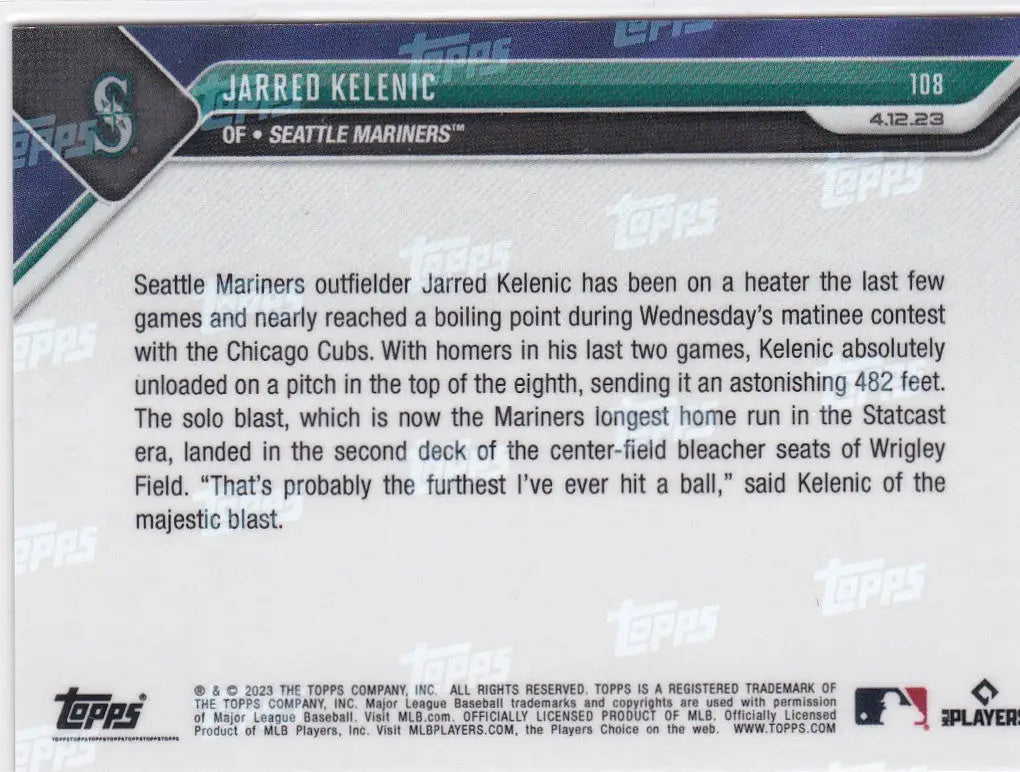 JARRED KELENIC
108
OF • SEATTLE MARINERS™
4.12.23
Seattle Mariners outfielder Jarred Kelenic has been on a heater the last few
games and nearly reached a boiling point during Wednesday's matinee contest
with the Chicago Cubs. With homers in his last two games, Kelenic absolutely
unloaded on a pitch in the top of the eighth, sending it an astonishing 482 feet.
The solo blast, which is now the Mariners longest home run in the Statcast
era, landed in the second deck of the center-field bleacher seats of Wrigley
Field. "That's probably the furthest I've ever hit a ball," said Kelenic of the
majestic blast.
Topps®
TOPPSTOPPSTOPPSTOPPSTOPPSTOPPSTOPPS
® & © 2023 THE TOPPS COMPANY, INC. ALL RIGHTS RESERVED. TOPPS IS A REGISTERED TRADEMARK OF
THE TOPPS COMPANY, INC. Major League Baseball trademarks and copyrights are used with permission
of Major League Baseball. Visit MLB.com. OFFICIALLY LICENSED PRODUCT OF MLB. Officially Licensed
Product of MLB Players, Inc. Visit MLBPLAYERS.COM, the Players Choice on the web. WWW.TOPPS.COM
MLB PLAYERS